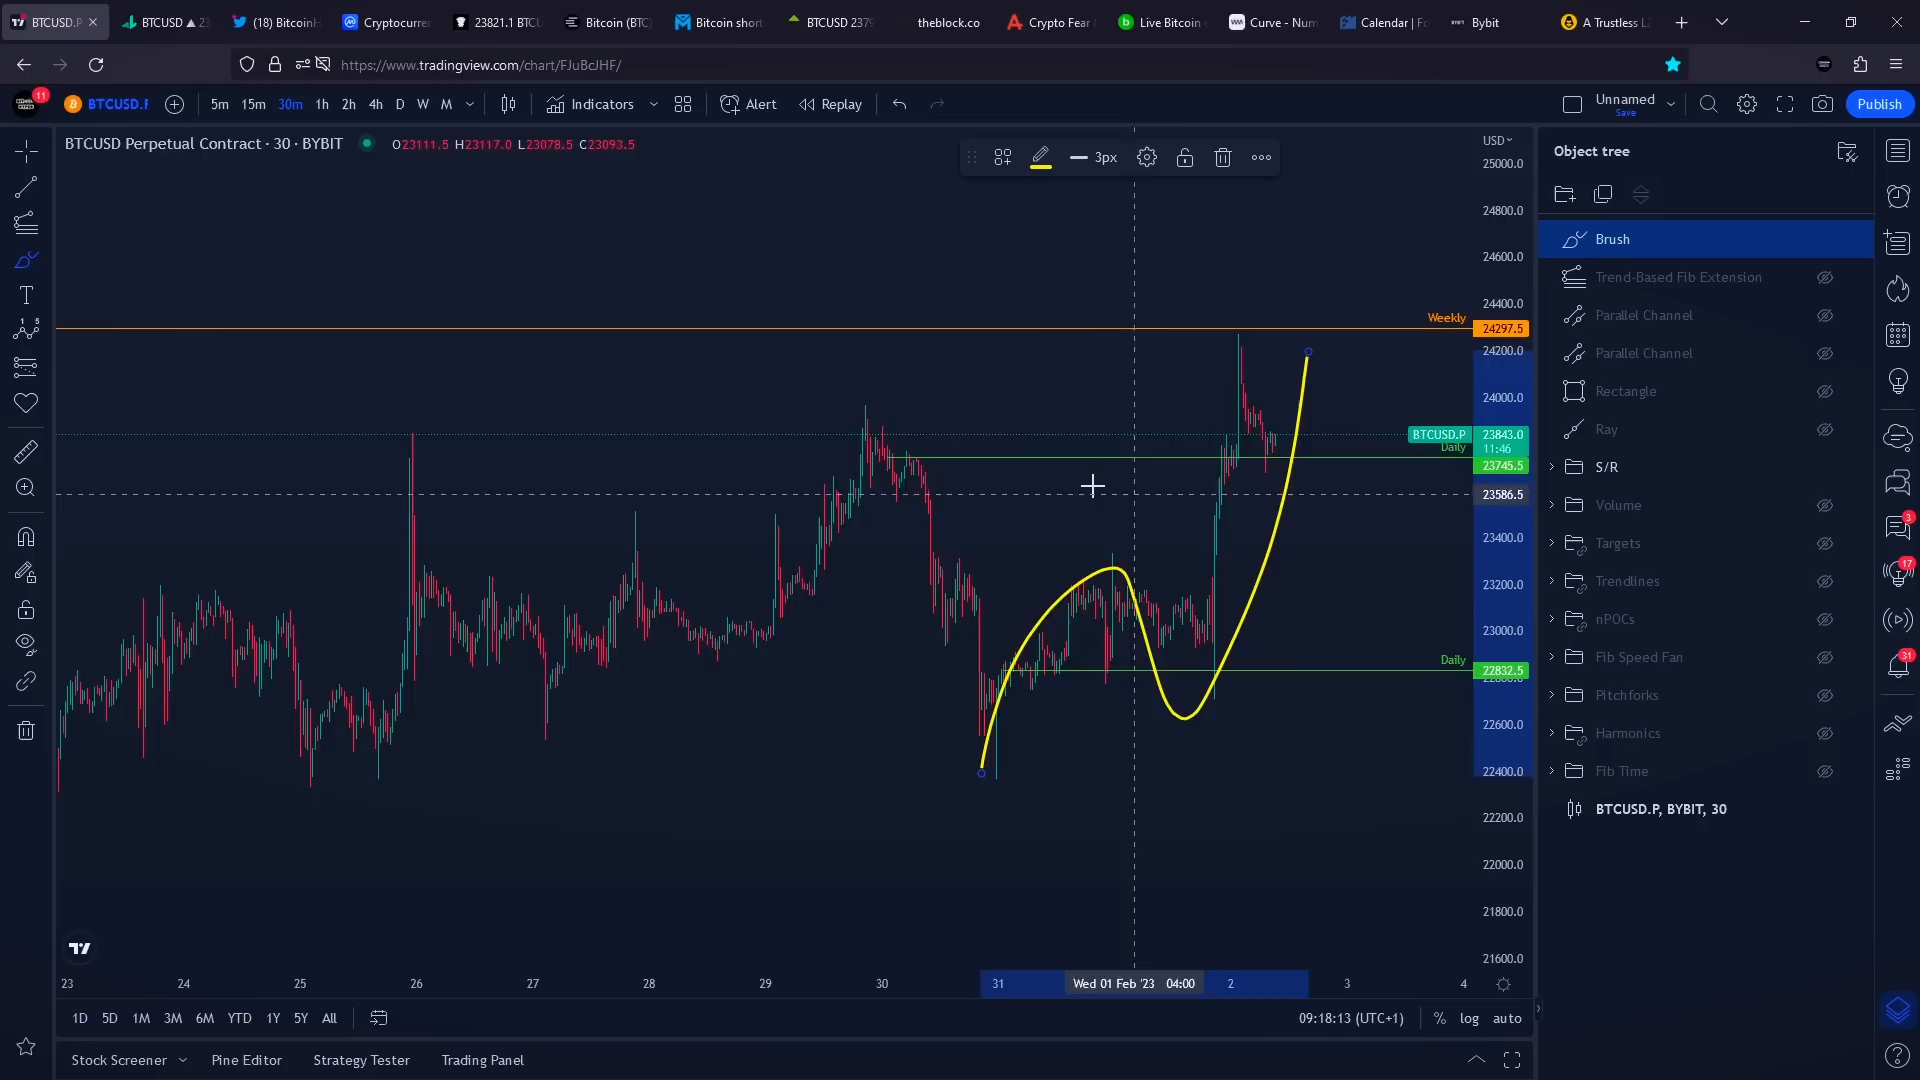 BTCUSD.P
BTCUSD ▲ 23
(18) BitcoinH
Cryptocurre
23821.1 BTCU
Bitcoin (BTC)
Bitcoin short
BTCUSD 2379
theblock.co
Crypto Fear &
Live Bitcoin
Curve - Num
Calendar | Fo
Bybit
A Trustless L
https://www.tradingview.com/chart/FJuBcJHF/
11
BTCUSD.P
5m 15m 30m 1h 2h 4h D W M
Indicators
Alert
Replay
Unnamed
Save
Publish
BTCUSD Perpetual Contract · 30 · BYBIT
O23111.5 H23117.0 L23078.5 C23093.5
3px
USD
25000.0
24800.0
24600.0
24400.0
Weekly 24297.5
24200.0
24000.0
BTCUSD.P 23843.0
11:46
Daily
23745.5
23586.5
23400.0
23200.0
23000.0
Daily
22832.5
22600.0
22400.0
22200.0
22000.0
21800.0
21600.0
23 24 25 26 27 28 29 30 31 Wed 01 Feb '23 04:00 2 3 4
1D 5D 1M 3M 6M YTD 1Y 5Y All
09:18:13 (UTC+1)
% log auto
Stock Screener
Pine Editor
Strategy Tester
Trading Panel
Object tree
Brush
Trend-Based Fib Extension
Parallel Channel
Parallel Channel
Rectangle
Ray
S/R
Volume
Targets
Trendlines
nPOCs
Fib Speed Fan
Pitchforks
Harmonics
Fib Time
BTCUSD.P, BYBIT, 30
3
17
31